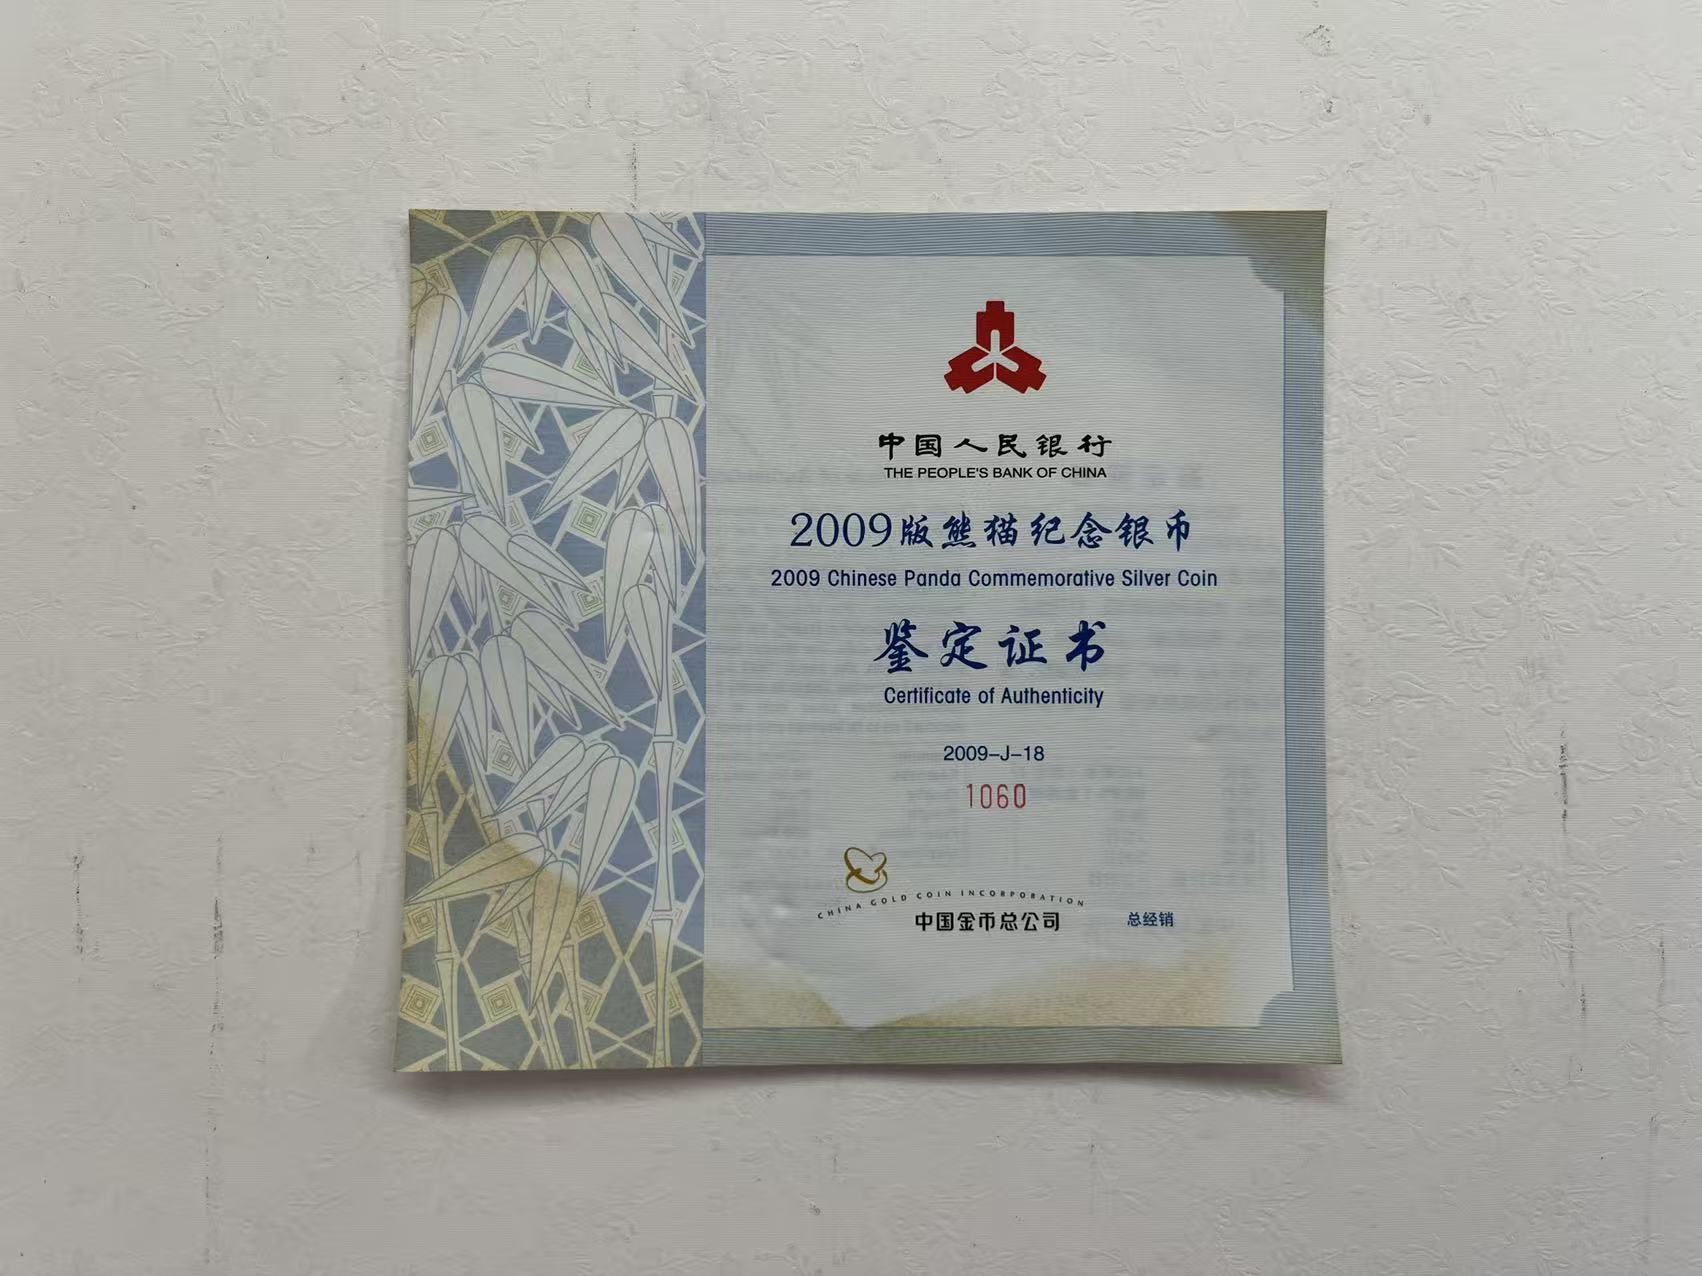 中国人民银行
THE PEOPLE'S BANK OF CHINA
2009版熊猫纪念银币
2009 Chinese Panda Commemorative Silver Coin
鉴定证书
Certificate of Authenticity
2009-J-18
1060
CHINA GOLD COIN INCORPORATION
中国金币总公司 总经销